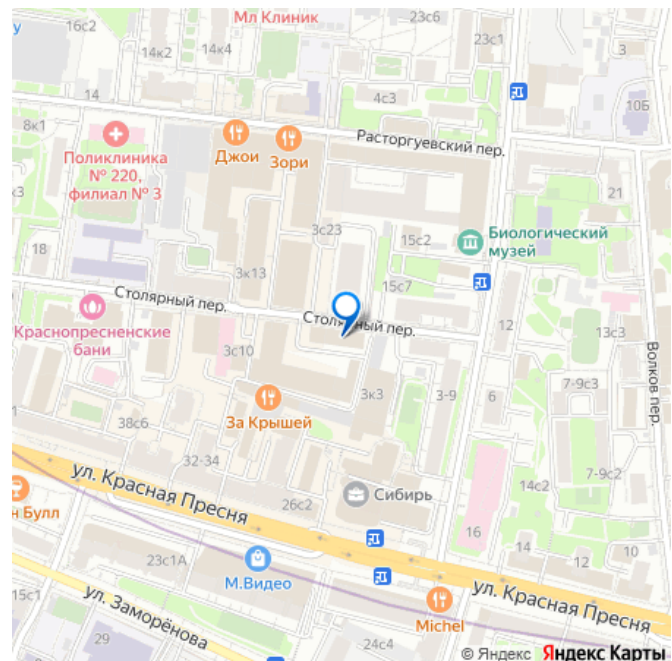 16с2
Мл Клиник
14к2
14к4
23с6
23с1
3
14
4с3
10Б
8к1
Расторгуевский пер.
Поликлиника
№ 220,
филиал № 3
Джои
Зори
21
3с23
15с2
Биологический
музей
18
3к13
15с7
Столярный пер.
Столярный пер.
12
13с3
Краснопресненские
бани
3с10
Волков пер.
3к3
3-9
6
7-9с3
За Крышей
38с6
32-34
7-9с2
ул. Красная Пресня
26с2
Сибирь
14с2
н Булл
16
14
12
10
23с1А
М.Видео
ул. Красная Пресня
15с1
ул. Заморёнова
Michel
29
24с4
© Яндекс Яндекс Карты